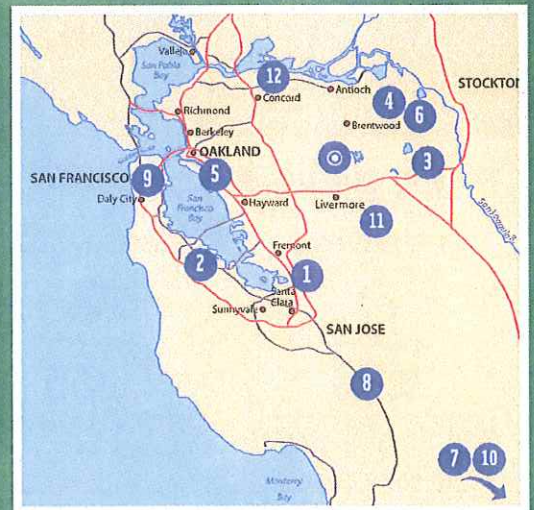 Vallejo
San Pablo
Bay
12
Antioch
STOCKTON
Concord
4
6
Richmond
Brentwood
Berkeley
OAKLAND
3
SAN FRANCISCO
9
5
Daly City
San
Francisco
Bay
Hayward
Livermore
11
San Joaquin R.
Fremont
2
1
Santa
Clara
Sunnyvale
SAN JOSE
8
7
10
Monterey
Bay